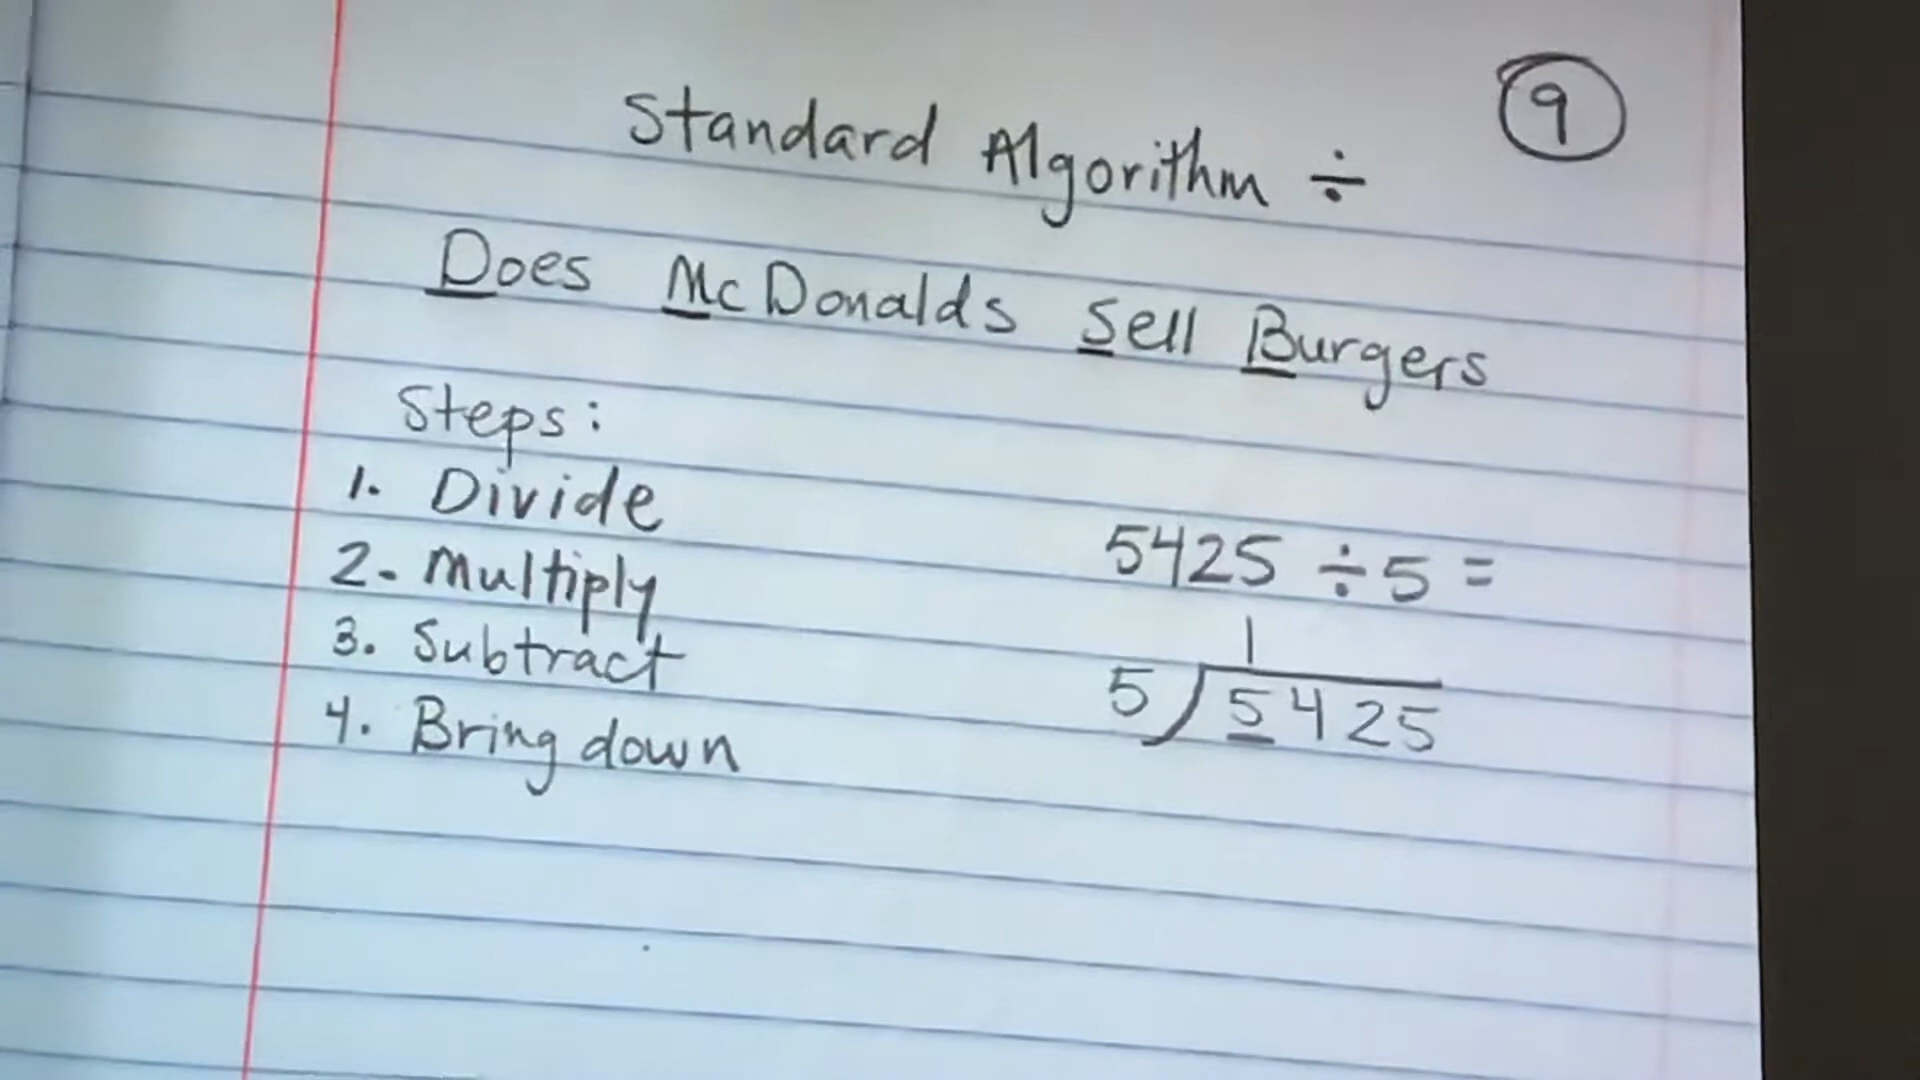 9
Standard Algorithm ÷
Does McDonalds Sell Burgers
Steps:
1. Divide
2. Multiply
3. Subtract
4. Bring down
5425 ÷ 5 =
1
5 ) 5425